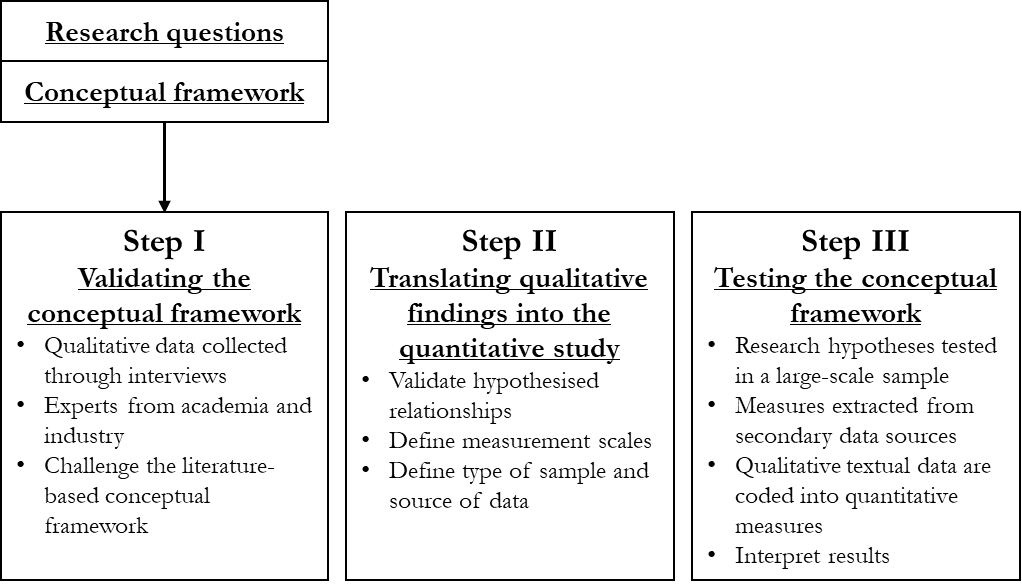 Research questions
Conceptual framework
Step I
Validating the
conceptual framework
• Qualitative data collected
through interviews
• Experts from academia and
industry
• Challenge the literature-
based conceptual
framework
Step II
Translating qualitative
findings into the
quantitative study
• Validate hypothesised
relationships
• Define measurement scales
• Define type of sample and
source of data
Step III
Testing the conceptual
framework
• Research hypotheses tested
in a large-scale sample
• Measures extracted from
secondary data sources
• Qualitative textual data are
coded into quantitative
measures
• Interpret results